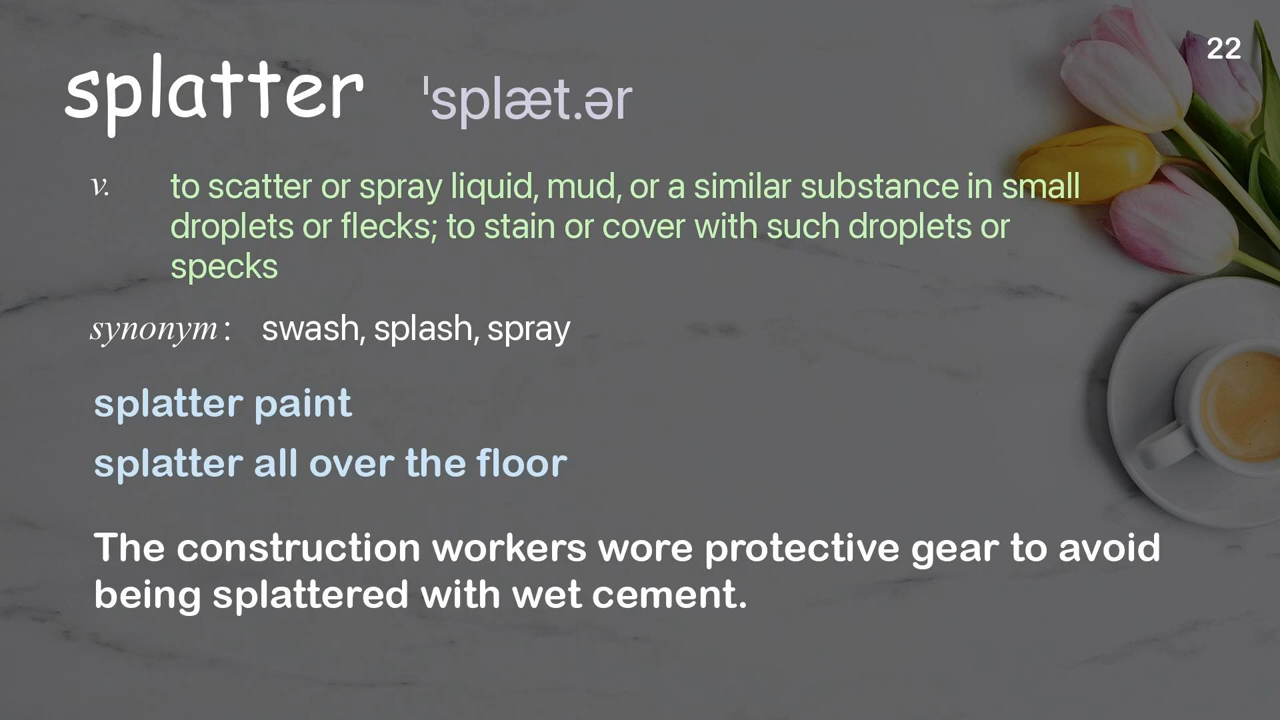 22
splatter ˈsplæt.ər
v. to scatter or spray liquid, mud, or a similar substance in small
droplets or flecks; to stain or cover with such droplets or
specks
synonym: swash, splash, spray
splatter paint
splatter all over the floor
The construction workers wore protective gear to avoid
being splattered with wet cement.